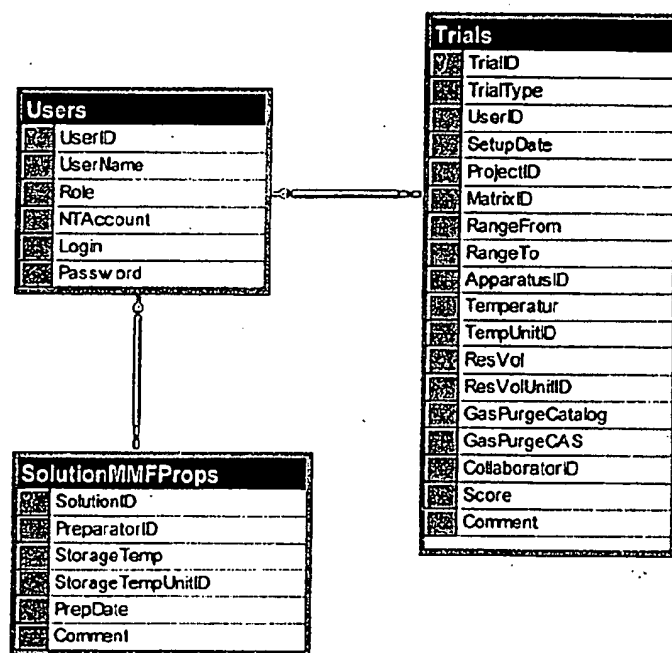 Users
UserID
UserName
Role
NTAccount
Login
Password
Trials
TrialID
TrialType
UserID
SetupDate
ProjectID
MatrixID
RangeFrom
RangeTo
ApparatusID
Temperatur
TempUnitID
ResVol
ResVolUnitID
GasPurgeCatalog
GasPurgeCAS
CollaboratorID
Score
Comment
SolutionMMFProps
SolutionID
PreparatorID
StorageTemp
StorageTempUnitID
PrepDate
Comment